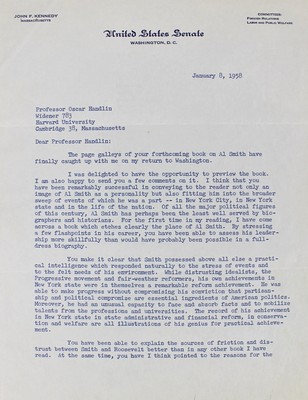 JOHN F. KENNEDY
MASSACHUSETTS
COMMITTEES:
FOREIGN RELATIONS
LABOR AND PUBLIC WELFARE
United States Senate
WASHINGTON, D. C.
January 8, 1958
Professor Oscar Handlin
Widener 783
Harvard University
Cambridge 38, Massachusetts
Dear Professor Handlin:
The page galleys of your forthcoming book on Al Smith have
finally caught up with me on my return to Washington.
I was delighted to have the opportunity to preview the book.
I am also happy to send you a few comments on it. I think that you
have been remarkably successful in conveying to the reader not only an
image of Al Smith as a personality but also fitting him into the broader
sweep of events of which he was a part -- in New York City, in New York
state and in the life of the nation. Of all the major political figures
of this century, Al Smith has perhaps been the least well served by bio-
graphers and historians. For the first time in my reading, I have come
across a book which etches clearly the place of Al Smith. By stressing
a few flashpoints in his career, you have been able to assess his leader-
ship more skillfully than would have probably been possible in a full-
dress biography.
You make it clear that Smith possessed above all else a practi-
cal intelligence which responded naturally to the stress of events and
to the felt needs of his environment. While distrusting idealists, the
Progressive movement and fair-weather reformers, his own achievements in
New York state were in themselves a remarkable reform achievement. He was
able to make progress without compromising his conviction that partisan-
ship and political compromise are essential ingredients of American politics.
Moreover, he had an unusual capacity to face and absorb facts and to mobilize
talents from the professions and universities. The record of his achievement
in New York state in state administrative and financial reform, in conserva-
tion and welfare are all illustrations of his genius for practical achieve-
ment.
You have been able to explain the sources of friction and dis-
trust between Smith and Roosevelt better than in any other book I have
read. At the same time, you have I think pointed to the reasons for the